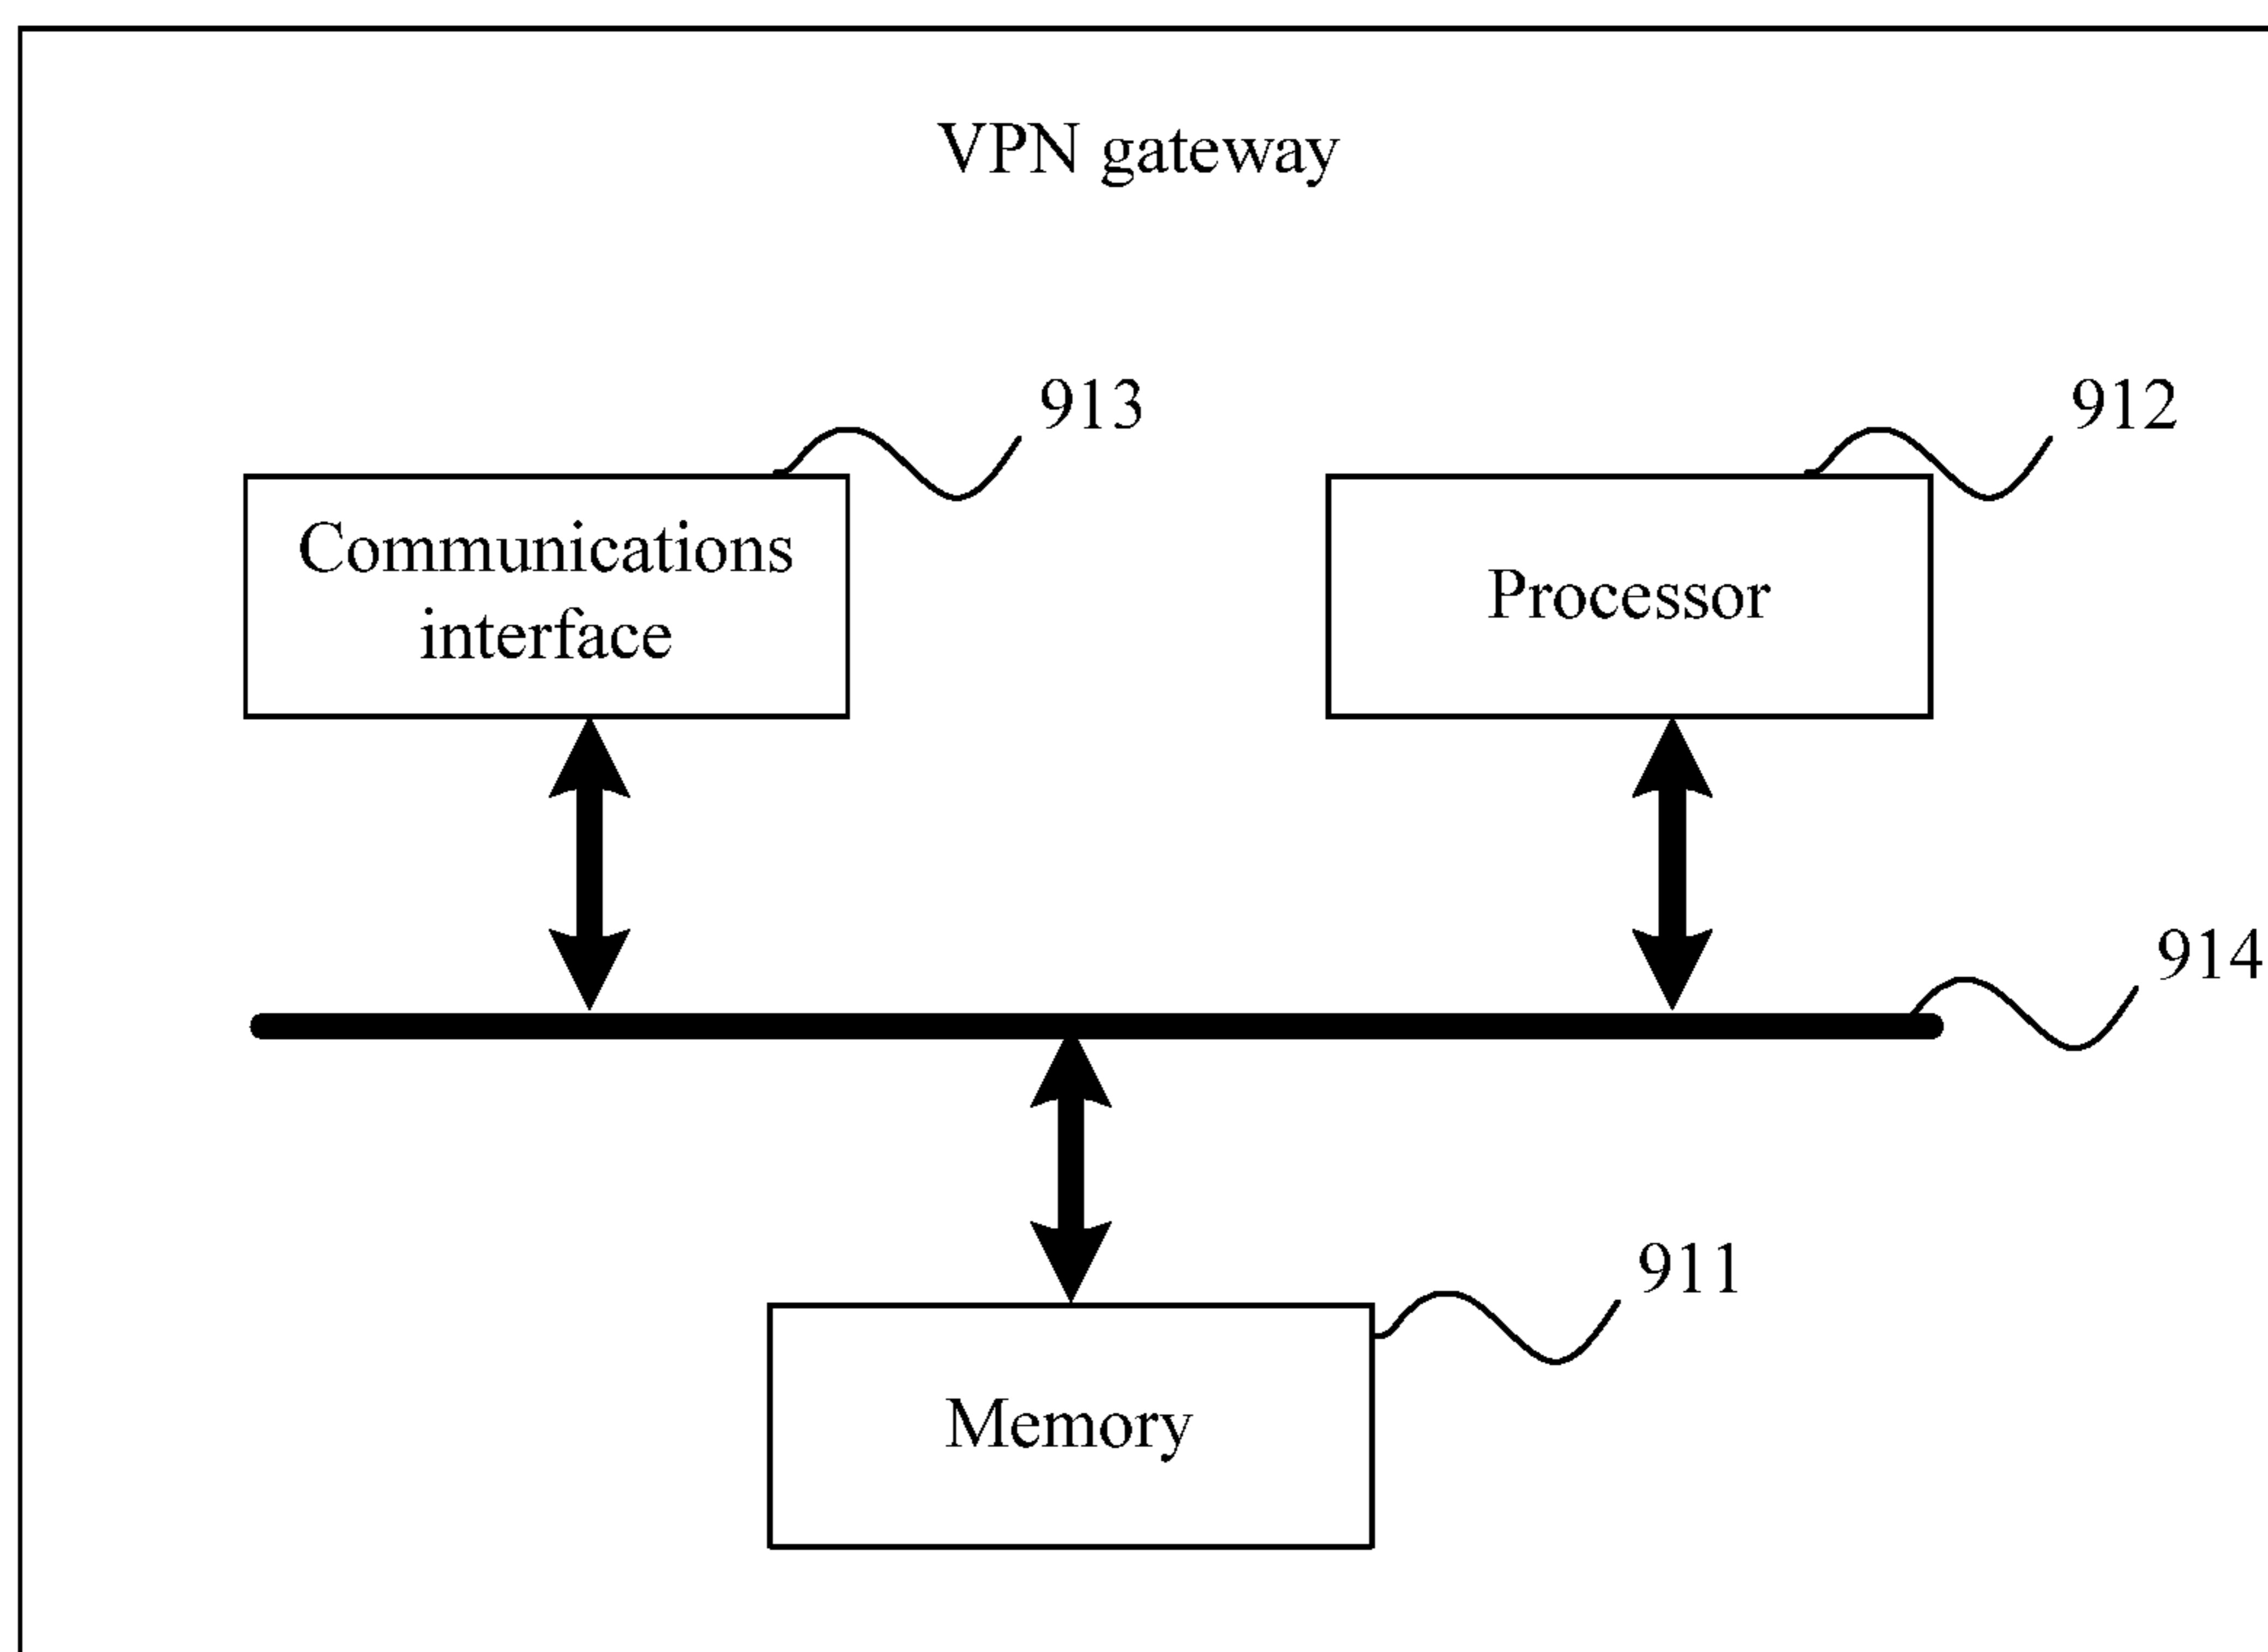 VPN gateway
913
912
Communications
interface
Processor
914
911
Memory